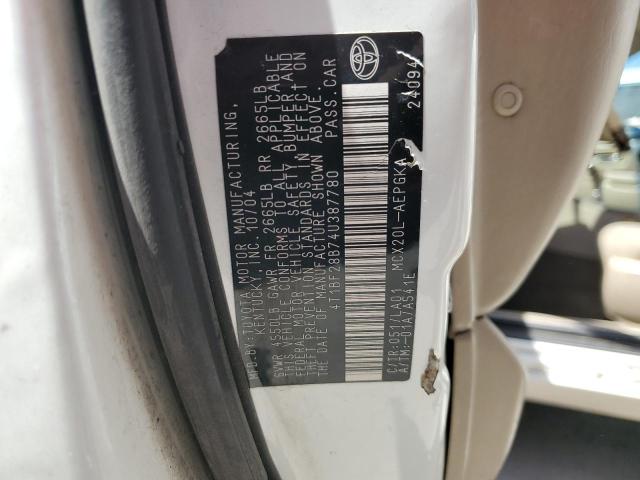 MFD.BY:TOYOTA MOTOR MANUFACTURING,
KENTUCKY, INC. 10/04
GVWR 4550LB GAWR FR 2665LB RR 2665LB
THIS VEHICLE CONFORMS TO ALL APPLICABLE
FEDERAL MOTOR VEHICLE SAFETY, BUMPER, AND
THEFT PREVENTION STANDARDS IN EFFECT ON
THE DATE OF MANUFACTURE SHOWN ABOVE.
4T1BF28B74U387780 PASS.CAR
C/TR:051/LA01 MCX20L-AEPGKA
A/TM:-01A/A541E 24094